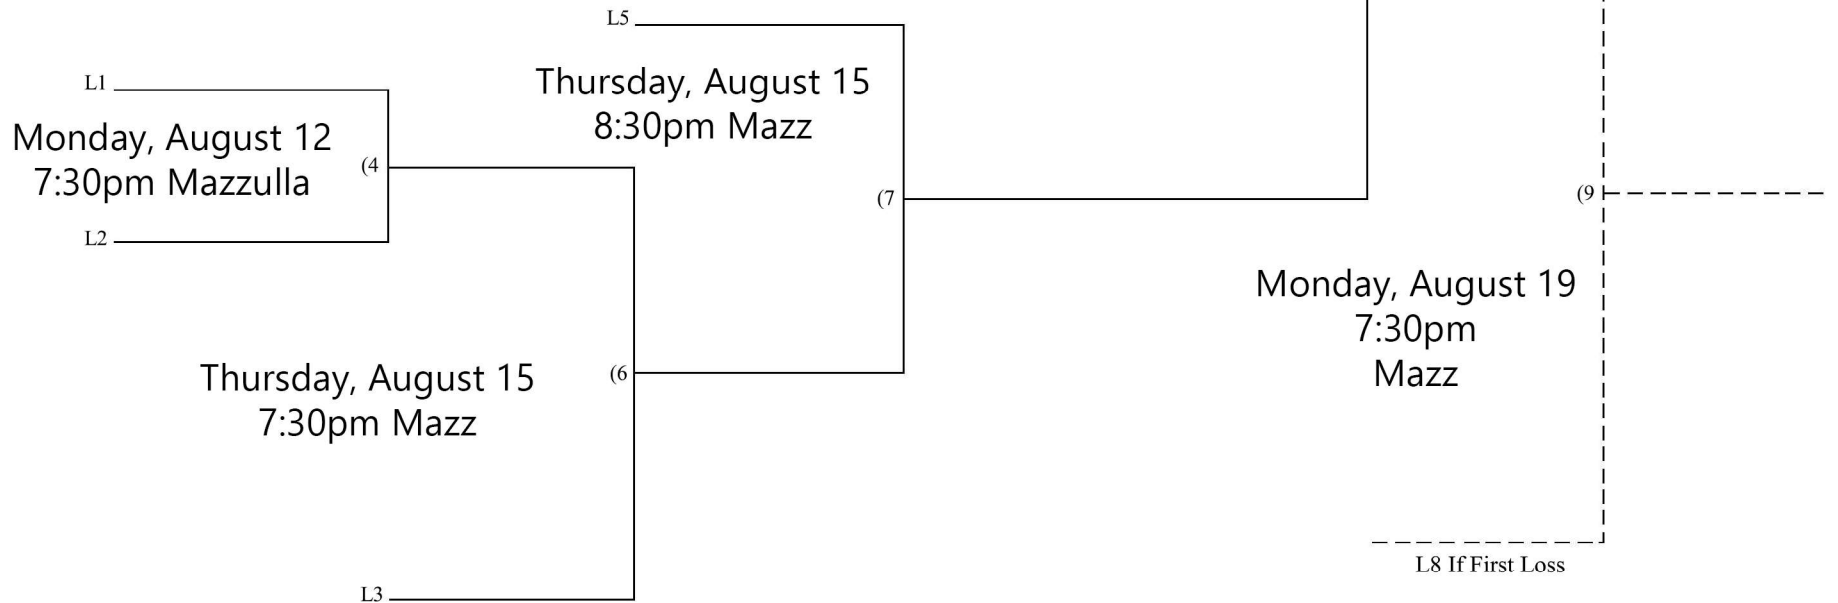 L5
Thursday, August 15
8:30pm Mazz
L1
Monday, August 12
7:30pm Mazzulla
(4
L2
(7
(9
Monday, August 19
7:30pm
Mazz
Thursday, August 15
7:30pm Mazz
(6
L8 If First Loss
L3